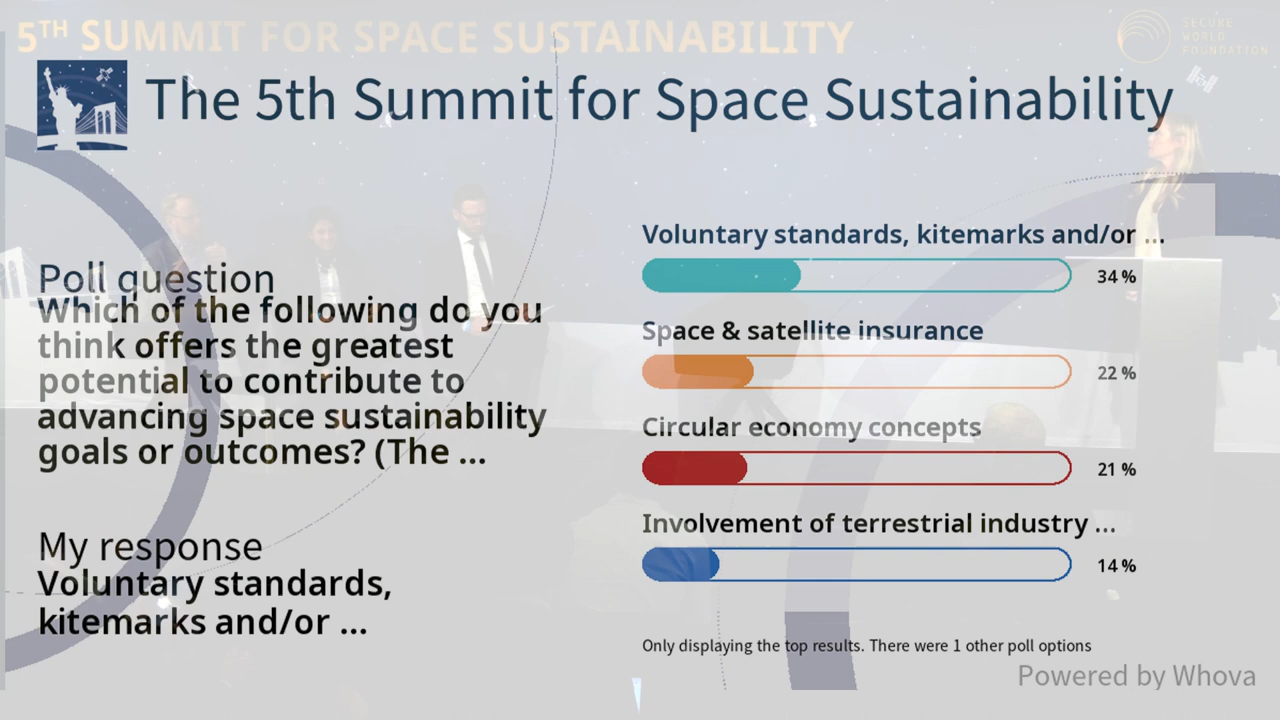 5TH SUMMIT FOR SPACE SUSTAINABILITY
SECURE
WORLD
FOUNDATION
The 5th Summit for Space Sustainability
Poll question
Which of the following do you
think offers the greatest
potential to contribute to
advancing space sustainability
goals or outcomes? (The ...
My response
Voluntary standards,
kitemarks and/or ...
Voluntary standards, kitemarks and/or ...
34 %
Space & satellite insurance
22 %
Circular economy concepts
21 %
Involvement of terrestrial industry ...
14 %
Only displaying the top results. There were 1 other poll options
Powered by Whova